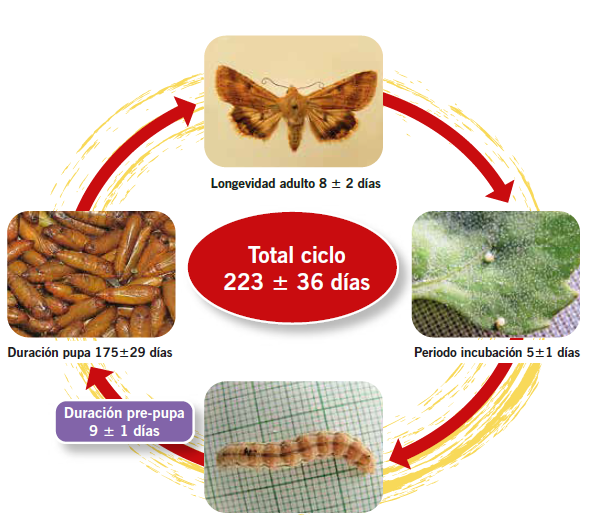 Longevidad adulto 8 ± 2 días
Total ciclo
223 ± 36 días
Duración pupa 175±29 días
Periodo incubación 5±1 días
Duración pre-pupa
9 ± 1 días